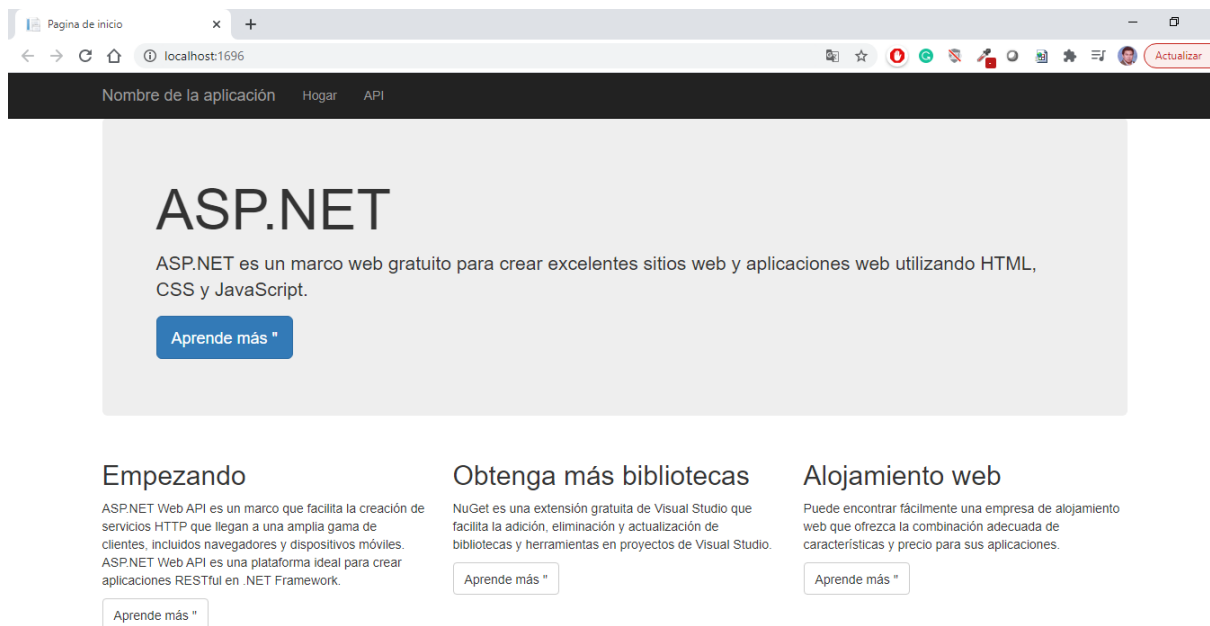 Pagina de inicio
localhost:1696
Actualizar
Nombre de la aplicación Hogar API
ASP.NET
ASP.NET es un marco web gratuito para crear excelentes sitios web y aplicaciones web utilizando HTML,
CSS y JavaScript.
Aprende más "
Empezando
ASP.NET Web API es un marco que facilita la creación de
servicios HTTP que llegan a una amplia gama de
clientes, incluidos navegadores y dispositivos móviles.
ASP.NET Web API es una plataforma ideal para crear
aplicaciones RESTful en .NET Framework.
Aprende más "
Obtenga más bibliotecas
NuGet es una extensión gratuita de Visual Studio que
facilita la adición, eliminación y actualización de
bibliotecas y herramientas en proyectos de Visual Studio.
Aprende más "
Alojamiento web
Puede encontrar fácilmente una empresa de alojamiento
web que ofrezca la combinación adecuada de
características y precio para sus aplicaciones.
Aprende más "